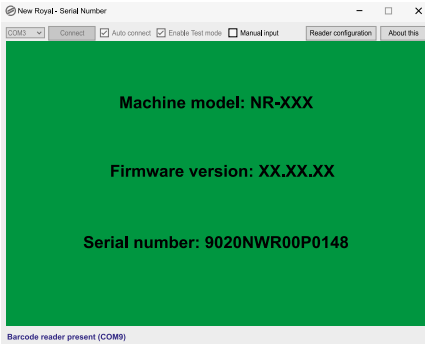 New Royal - Serial Number
COM3 Connect Auto connect Enable Test mode Manual input Reader configuration About this
Machine model: NR-XXX
Firmware version: XX.XX.XX
Serial number: 9020NWR00P0148
Barcode reader present (COM9)